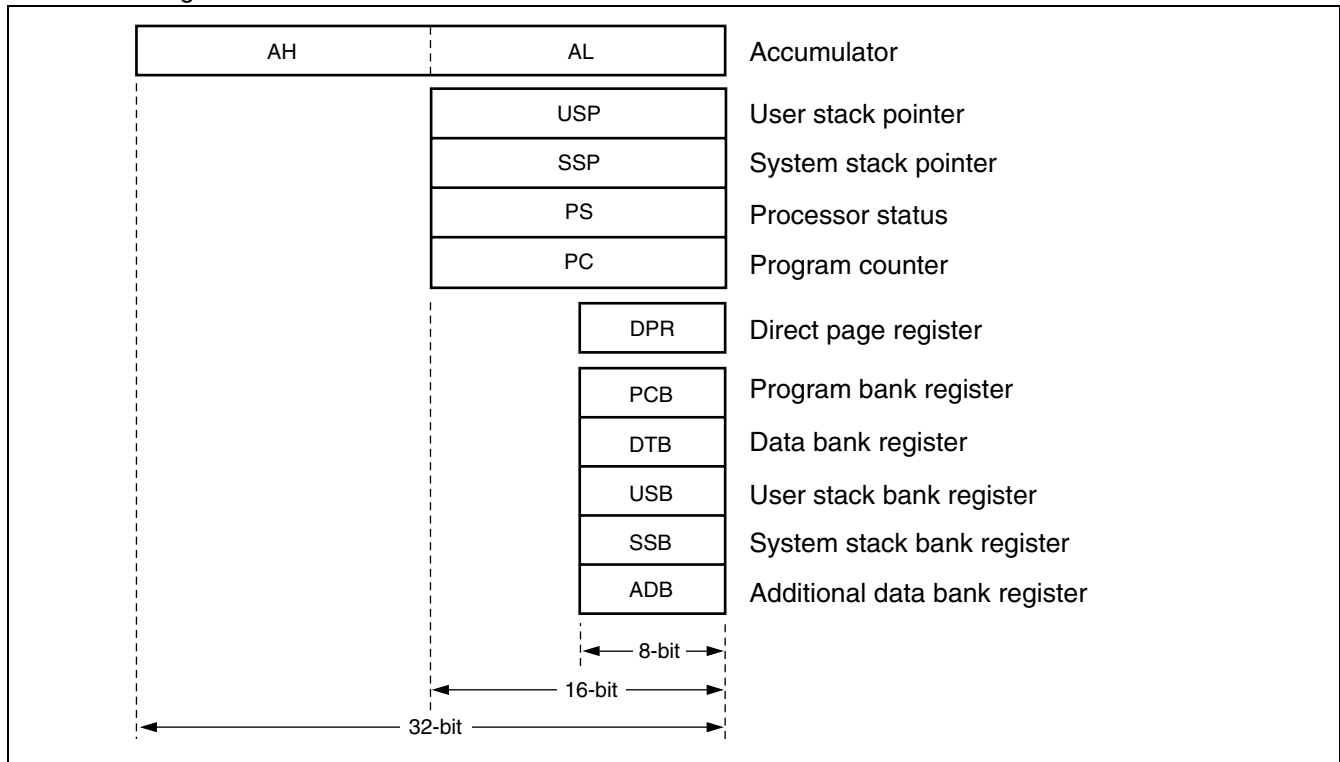 AH AL Accumulator
USP User stack pointer
SSP System stack pointer
PS Processor status
PC Program counter
DPR Direct page register
PCB Program bank register
DTB Data bank register
USB User stack bank register
SSB System stack bank register
ADB Additional data bank register
8-bit
16-bit
32-bit